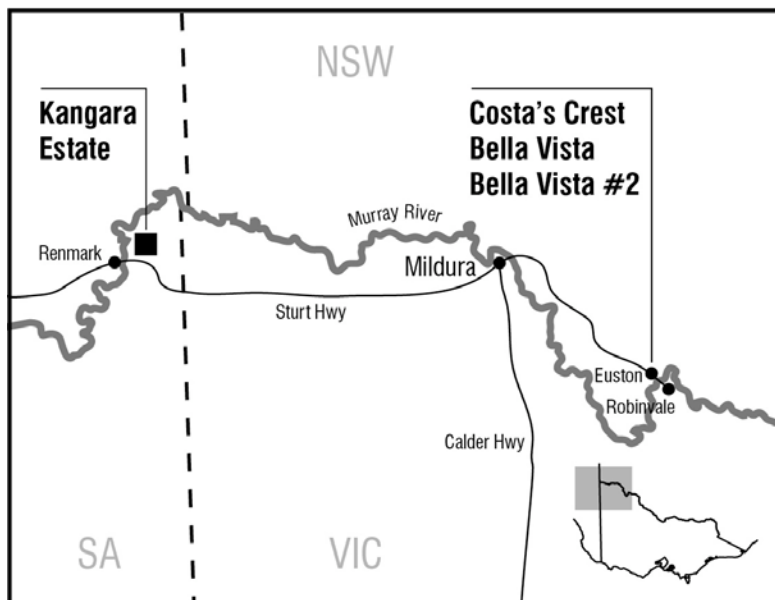 NSW
Kangara
Estate
Costa's Crest
Bella Vista
Bella Vista #2
Murray River
Renmark
Mildura
Sturt Hwy
Euston
Robinvale
Calder Hwy
SA
VIC